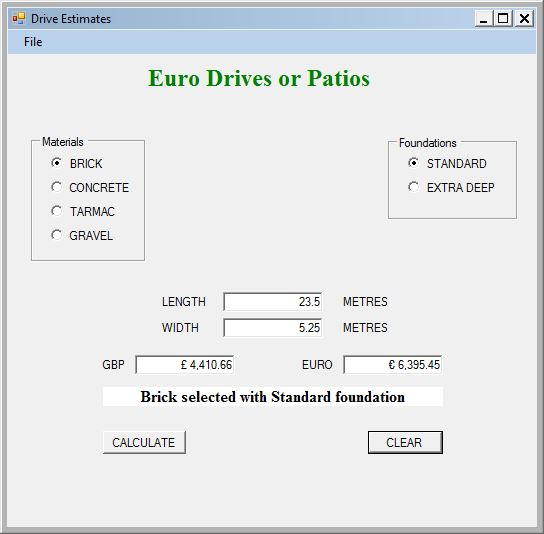 Drive Estimates
File
Euro Drives or Patios
Materials
BRICK
CONCRETE
TARMAC
GRAVEL
Foundations
STANDARD
EXTRA DEEP
LENGTH 23.5 METRES
WIDTH 5.25 METRES
GBP £ 4,410.66 EURO € 6,395.45
Brick selected with Standard foundation
CALCULATE CLEAR